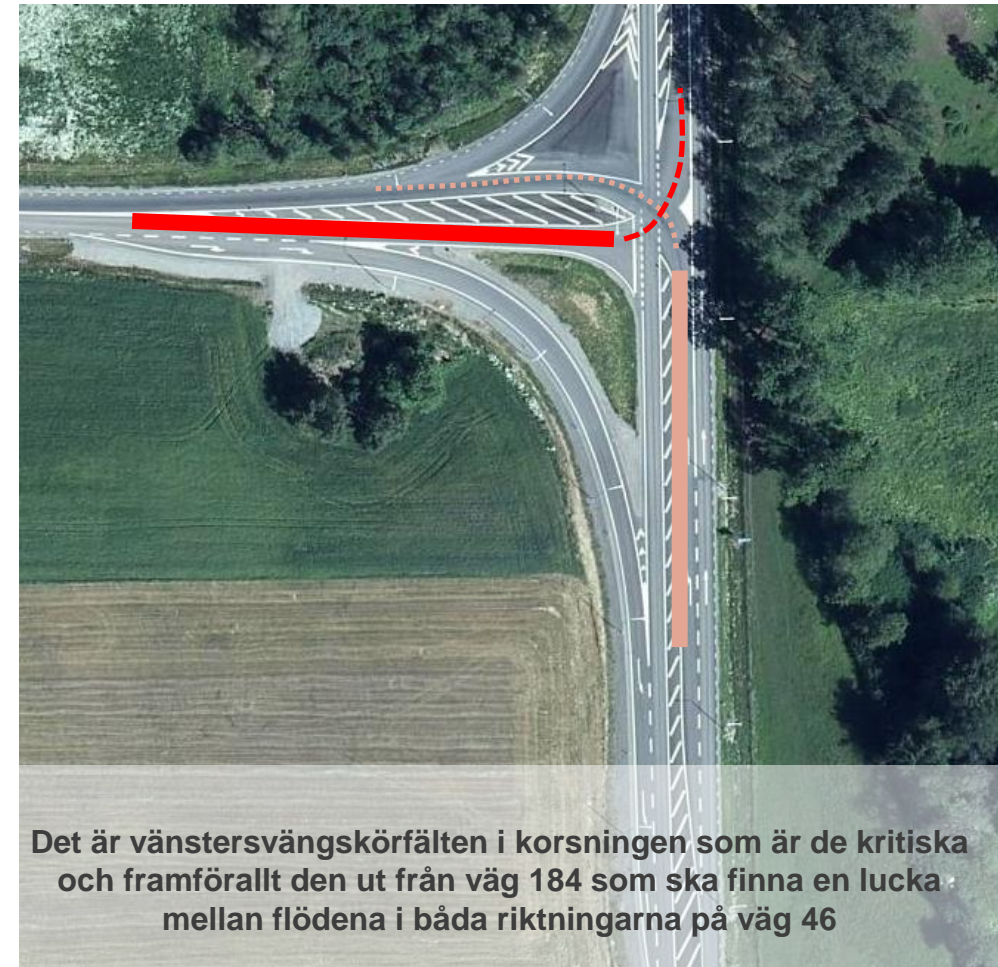 Det är vänstersvängskörfälten i korsningen som är de kritiska
och framförallt den ut från väg 184 som ska finna en lucka
mellan flödena i båda riktningarna på väg 46